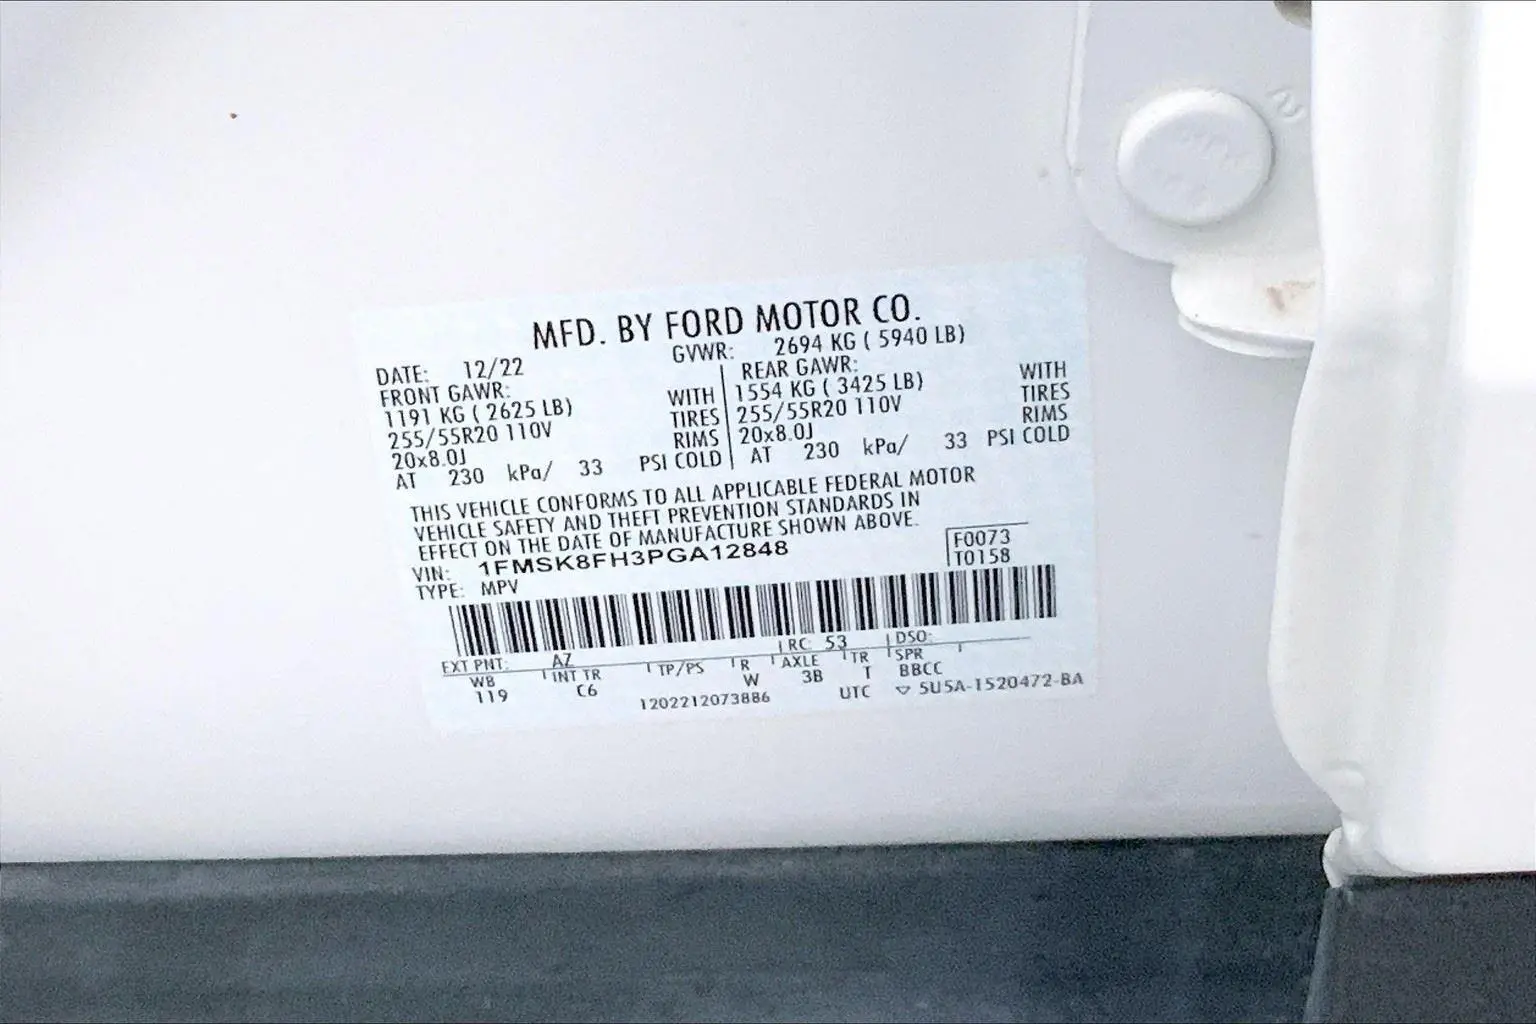 MFD. BY FORD MOTOR CO.
DATE: 12/22 GVWR: 2694 KG ( 5940 LB)
FRONT GAWR: REAR GAWR:
1191 KG ( 2625 LB) WITH 1554 KG ( 3425 LB) WITH
255/55R20 110V TIRES 255/55R20 110V TIRES
20x8.0J RIMS 20x8.0J RIMS
AT 230 kPa/ 33 PSI COLD AT 230 kPa/ 33 PSI COLD
THIS VEHICLE CONFORMS TO ALL APPLICABLE FEDERAL MOTOR
VEHICLE SAFETY AND THEFT PREVENTION STANDARDS IN
EFFECT ON THE DATE OF MANUFACTURE SHOWN ABOVE.
VIN: 1FMSK8FH3PGA12848 F0073
TYPE: MPV T0158
EXT PNT: AZ RC: 53 DSO:
WB INT TR TP/PS R AXLE TR SPR
119 C6 W 3B T BBCC
1202212073886 UTC ▽ 5U5A-1520472-BA